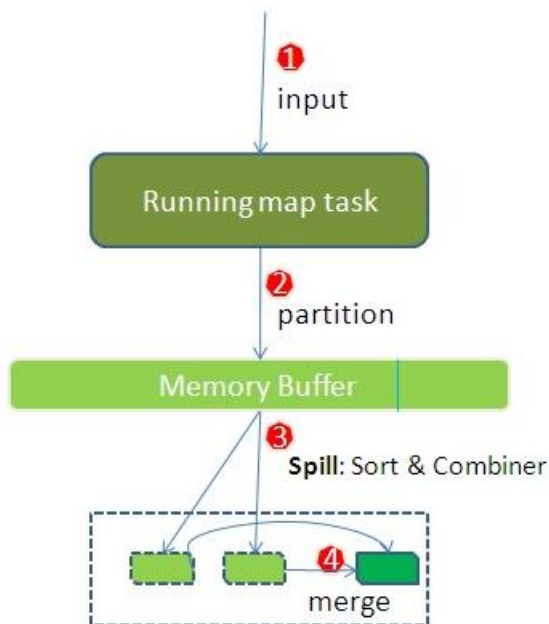 1
input
Running map task
2
partition
Memory Buffer
3
Spill: Sort & Combiner
4
merge